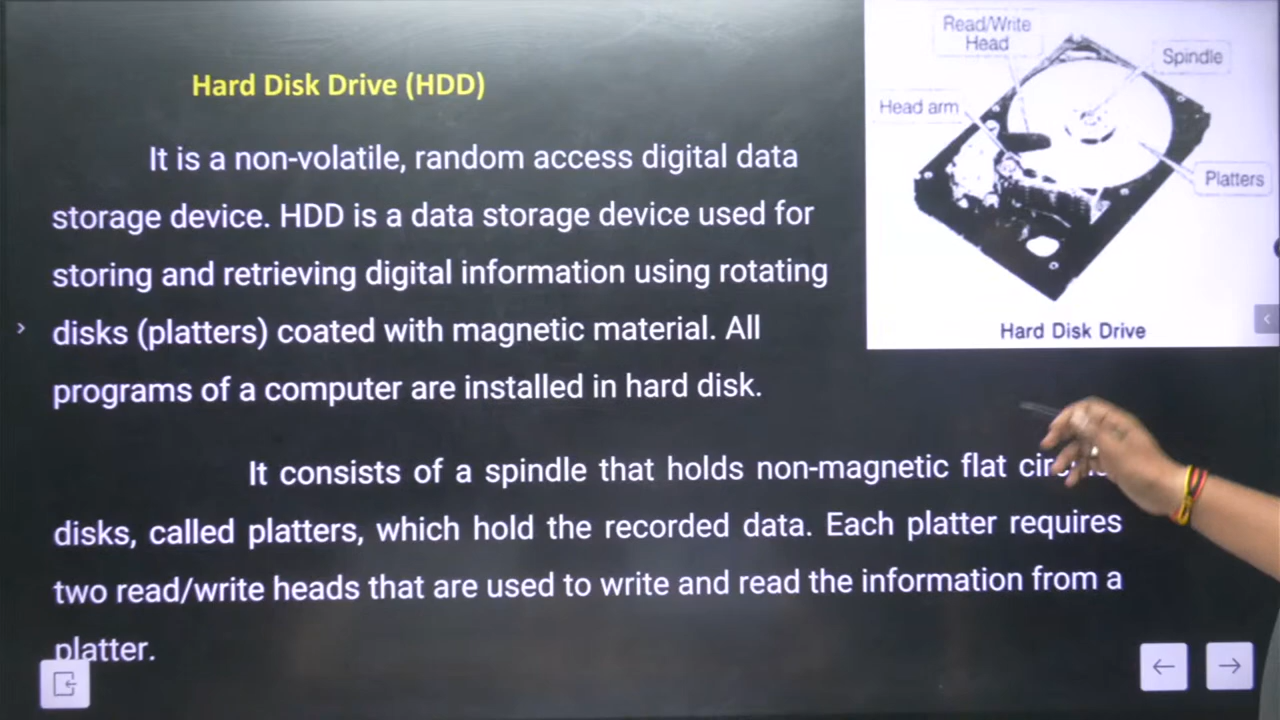 Hard Disk Drive (HDD)
It is a non-volatile, random access digital data
storage device. HDD is a data storage device used for
storing and retrieving digital information using rotating
disks (platters) coated with magnetic material. All
programs of a computer are installed in hard disk.
It consists of a spindle that holds non-magnetic flat
disks, called platters, which hold the recorded data. Each platter requires
two read/write heads that are used to write and read the information from a
platter.
Read/Write
Head
Spindle
Head arm
Platters
Hard Disk Drive